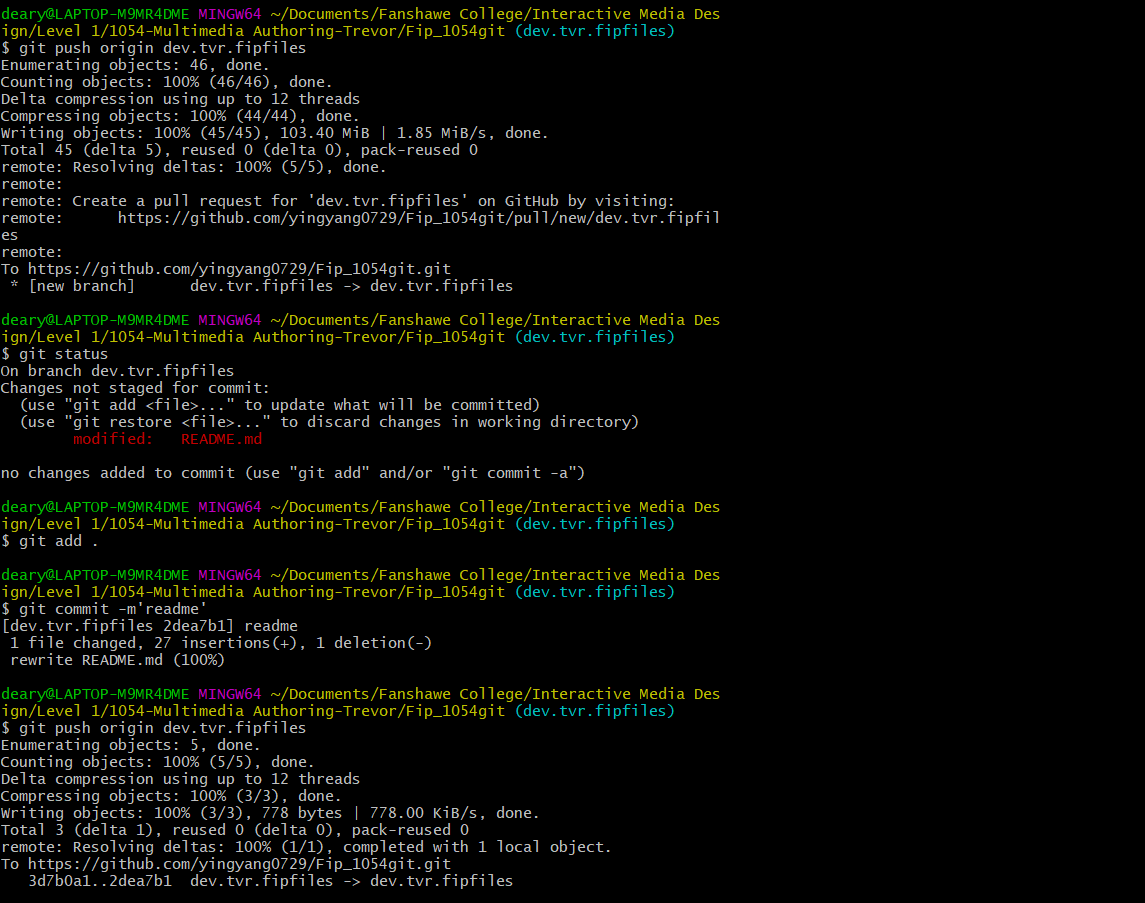 deary@LAPTOP-M9MR4DME MINGW64 ~/Documents/Fanshawe College/Interactive Media Des
ign/Level 1/1054-Multimedia Authoring-Trevor/Fip_1054git (dev.tvr.fipfiles)
$ git push origin dev.tvr.fipfiles
Enumerating objects: 46, done.
Counting objects: 100% (46/46), done.
Delta compression using up to 12 threads
Compressing objects: 100% (44/44), done.
Writing objects: 100% (45/45), 103.40 MiB | 1.85 MiB/s, done.
Total 45 (delta 5), reused 0 (delta 0), pack-reused 0
remote: Resolving deltas: 100% (5/5), done.
remote:
remote: Create a pull request for 'dev.tvr.fipfiles' on GitHub by visiting:
remote:      https://github.com/yingyang0729/Fip_1054git/pull/new/dev.tvr.fipfil
es
remote:
To https://github.com/yingyang0729/Fip_1054git.git
 * [new branch]      dev.tvr.fipfiles -> dev.tvr.fipfiles

deary@LAPTOP-M9MR4DME MINGW64 ~/Documents/Fanshawe College/Interactive Media Des
ign/Level 1/1054-Multimedia Authoring-Trevor/Fip_1054git (dev.tvr.fipfiles)
$ git status
On branch dev.tvr.fipfiles
Changes not staged for commit:
  (use "git add <file>..." to update what will be committed)
  (use "git restore <file>..." to discard changes in working directory)
        modified:   README.md

no changes added to commit (use "git add" and/or "git commit -a")

deary@LAPTOP-M9MR4DME MINGW64 ~/Documents/Fanshawe College/Interactive Media Des
ign/Level 1/1054-Multimedia Authoring-Trevor/Fip_1054git (dev.tvr.fipfiles)
$ git add .

deary@LAPTOP-M9MR4DME MINGW64 ~/Documents/Fanshawe College/Interactive Media Des
ign/Level 1/1054-Multimedia Authoring-Trevor/Fip_1054git (dev.tvr.fipfiles)
$ git commit -m'readme'
[dev.tvr.fipfiles 2dea7b1] readme
 1 file changed, 27 insertions(+), 1 deletion(-)
 rewrite README.md (100%)

deary@LAPTOP-M9MR4DME MINGW64 ~/Documents/Fanshawe College/Interactive Media Des
ign/Level 1/1054-Multimedia Authoring-Trevor/Fip_1054git (dev.tvr.fipfiles)
$ git push origin dev.tvr.fipfiles
Enumerating objects: 5, done.
Counting objects: 100% (5/5), done.
Delta compression using up to 12 threads
Compressing objects: 100% (3/3), done.
Writing objects: 100% (3/3), 778 bytes | 778.00 KiB/s, done.
Total 3 (delta 1), reused 0 (delta 0), pack-reused 0
remote: Resolving deltas: 100% (1/1), completed with 1 local object.
To https://github.com/yingyang0729/Fip_1054git.git
   3d7b0a1..2dea7b1  dev.tvr.fipfiles -> dev.tvr.fipfiles